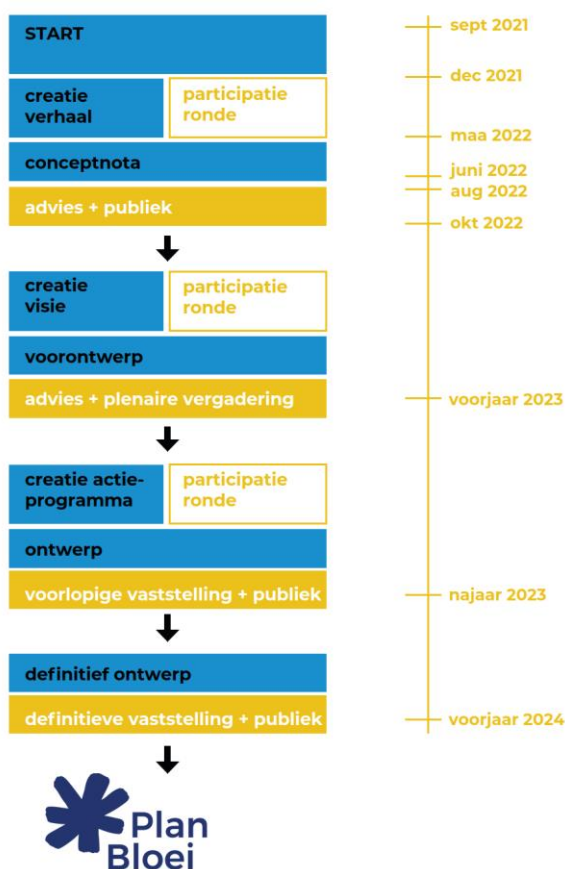 START
sept 2021
dec 2021
creatie
verhaal
participatie
ronde
maa 2022
conceptnota
juni 2022
aug 2022
advies + publiek
okt 2022
creatie
visie
participatie
ronde
voorontwerp
advies + plenaire vergadering
voorjaar 2023
creatie actie-
programma
participatie
ronde
ontwerp
voorlopige vaststelling + publiek
najaar 2023
definitief ontwerp
definitieve vaststelling + publiek
voorjaar 2024
Plan
Bloei